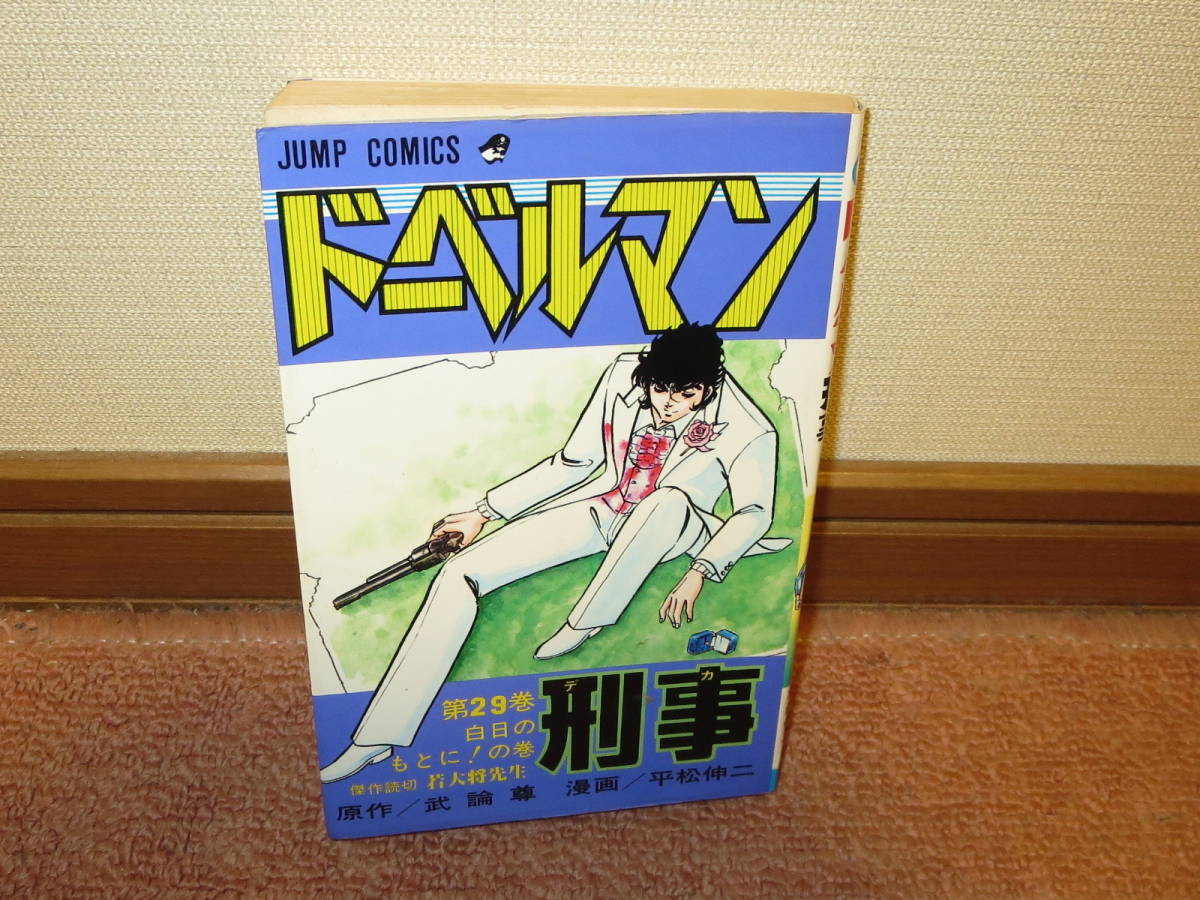 JUMP COMICS
ドーベルマン
デカ
刑事
第29巻
白日の
もとに！の巻
傑作読切 若大将先生
原作／武論尊 漫画／平松伸二